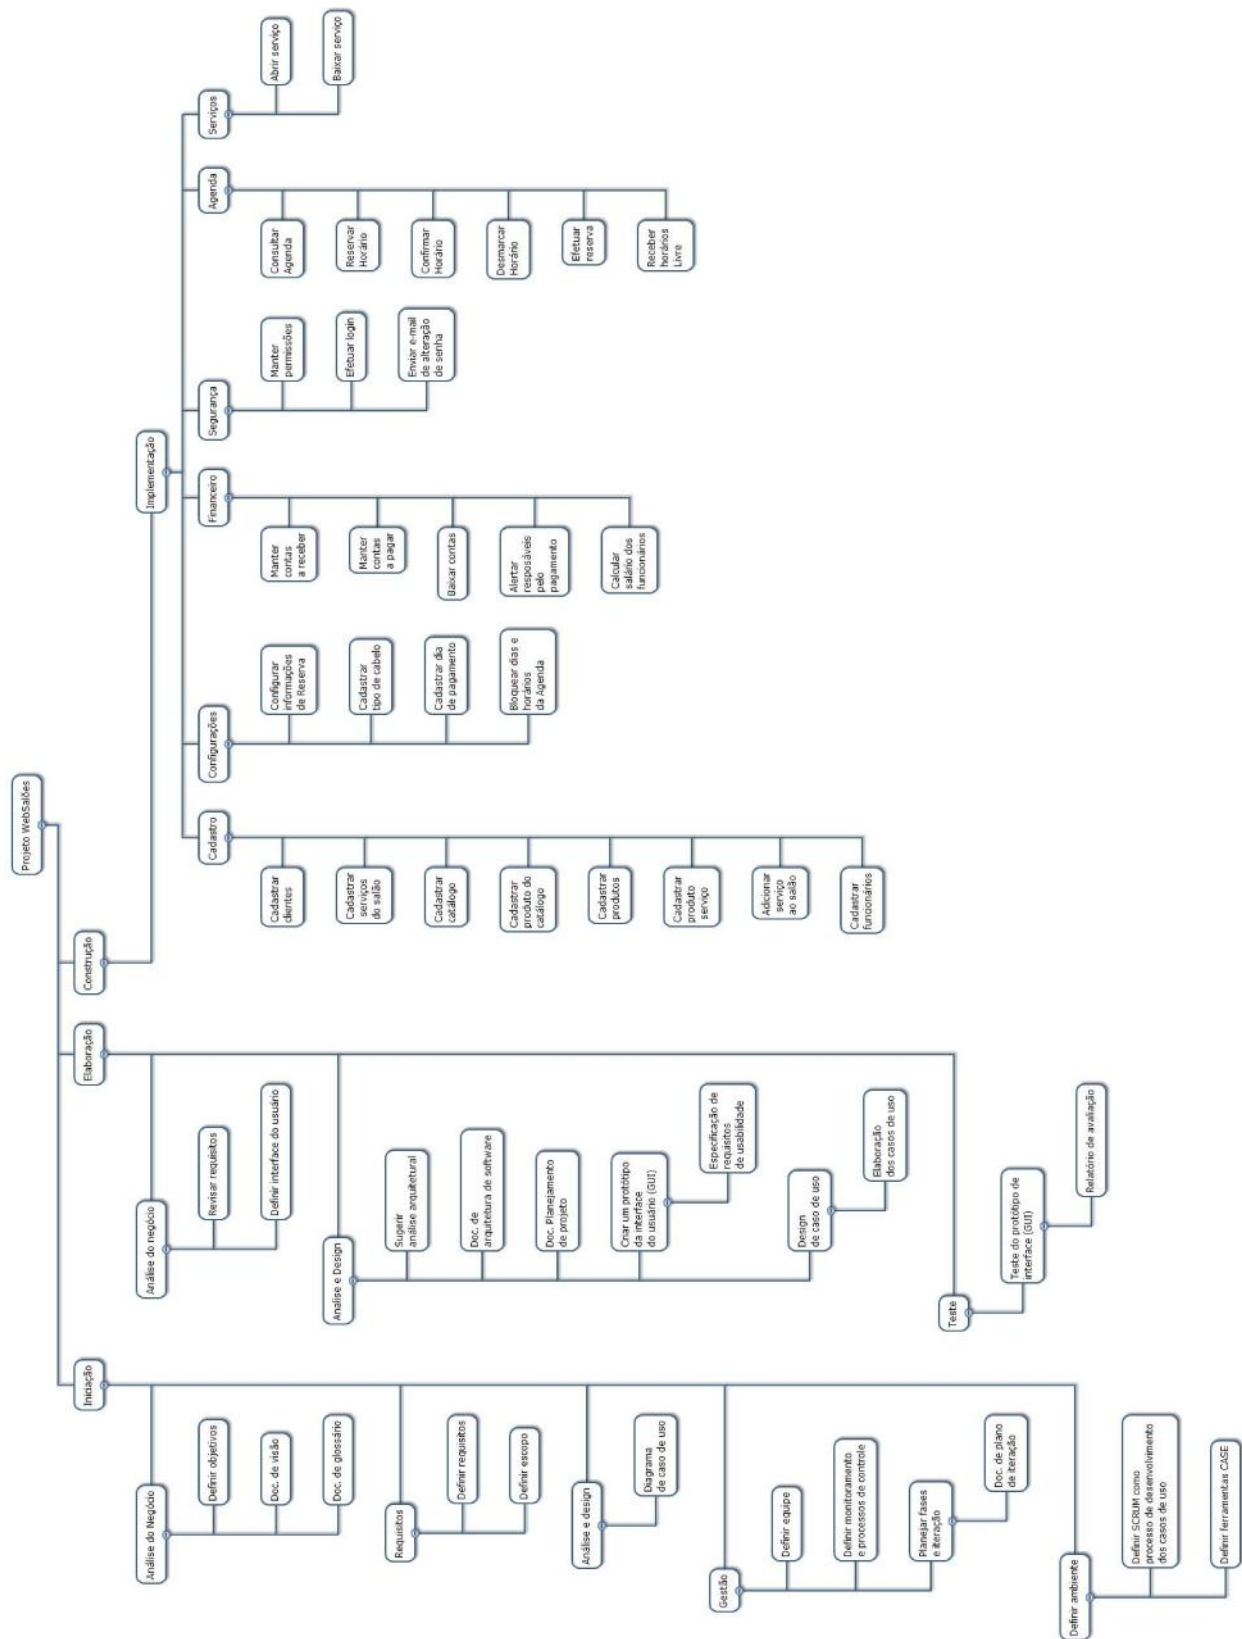 Projeto WebSalões
Iniciação
Análise do Negócio
Definir objetivos
Doc. de visão
Doc. de glossário
Requisitos
Definir requisitos
Definir escopo
Análise e design
Diagrama
de caso de uso
Gestão
Definir equipe
Definir monitoramento
e processos de controle
Planejar fases
e iteração
Doc. de plano
de iteração
Definir ambiente
Definir SCRUM como
processo de desenvolvimento
dos casos de uso
Definir ferramentas CASE
Elaboração
Análise do negócio
Revisar requisitos
Definir interface do usuário
Analise e Design
Sugerir
análise arquitetural
Doc. de
arquitetura de software
Doc. Planejamento
de projeto
Criar um protótipo
da interface
do usuário (GUI)
Especificação de
requisitos
de usabilidade
Design
de caso de uso
Elaboração
dos casos de uso
Teste
Teste do protótipo de
interface (GUI)
Relatório de avaliação
Construção
Implementação
Cadastro
Cadastrar
clientes
Cadastrar
serviços
do salão
Cadastrar
catálogo
Cadastrar
produto do
catálogo
Cadastrar
produtos
Cadastrar
produto
serviço
Adicionar
serviço
ao salão
Cadastrar
funcionários
Configurações
Configurar
informações
de Reserva
Cadastrar
tipo de cabelo
Cadastrar dia
de pagamento
Bloquear dias e
horários
da Agenda
Financeiro
Manter
contas
a receber
Manter
contas
a pagar
Baixar contas
Alertar
resposáveis
pelo
pagamento
Calcular
salário dos
funcionários
Segurança
Manter
permissões
Efetuar login
Enviar e-mail
de alteração
de senha
Agenda
Consultar
Agenda
Reservar
Horário
Confirmar
Horário
Desmarcar
Horário
Efetuar
reserva
Receber
horários
Livre
Serviços
Abrir serviço
Baixar serviço